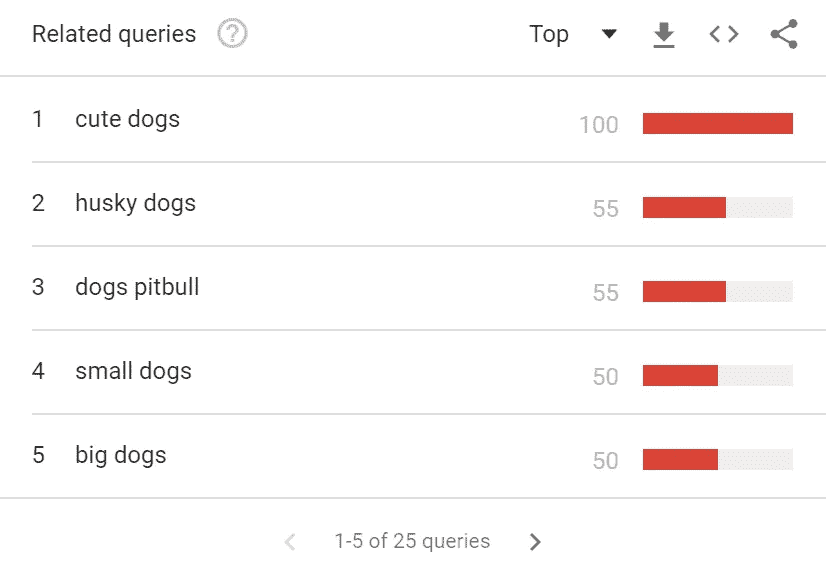 Related queries ? Top
1 cute dogs 100
2 husky dogs 55
3 dogs pitbull 55
4 small dogs 50
5 big dogs 50
1-5 of 25 queries